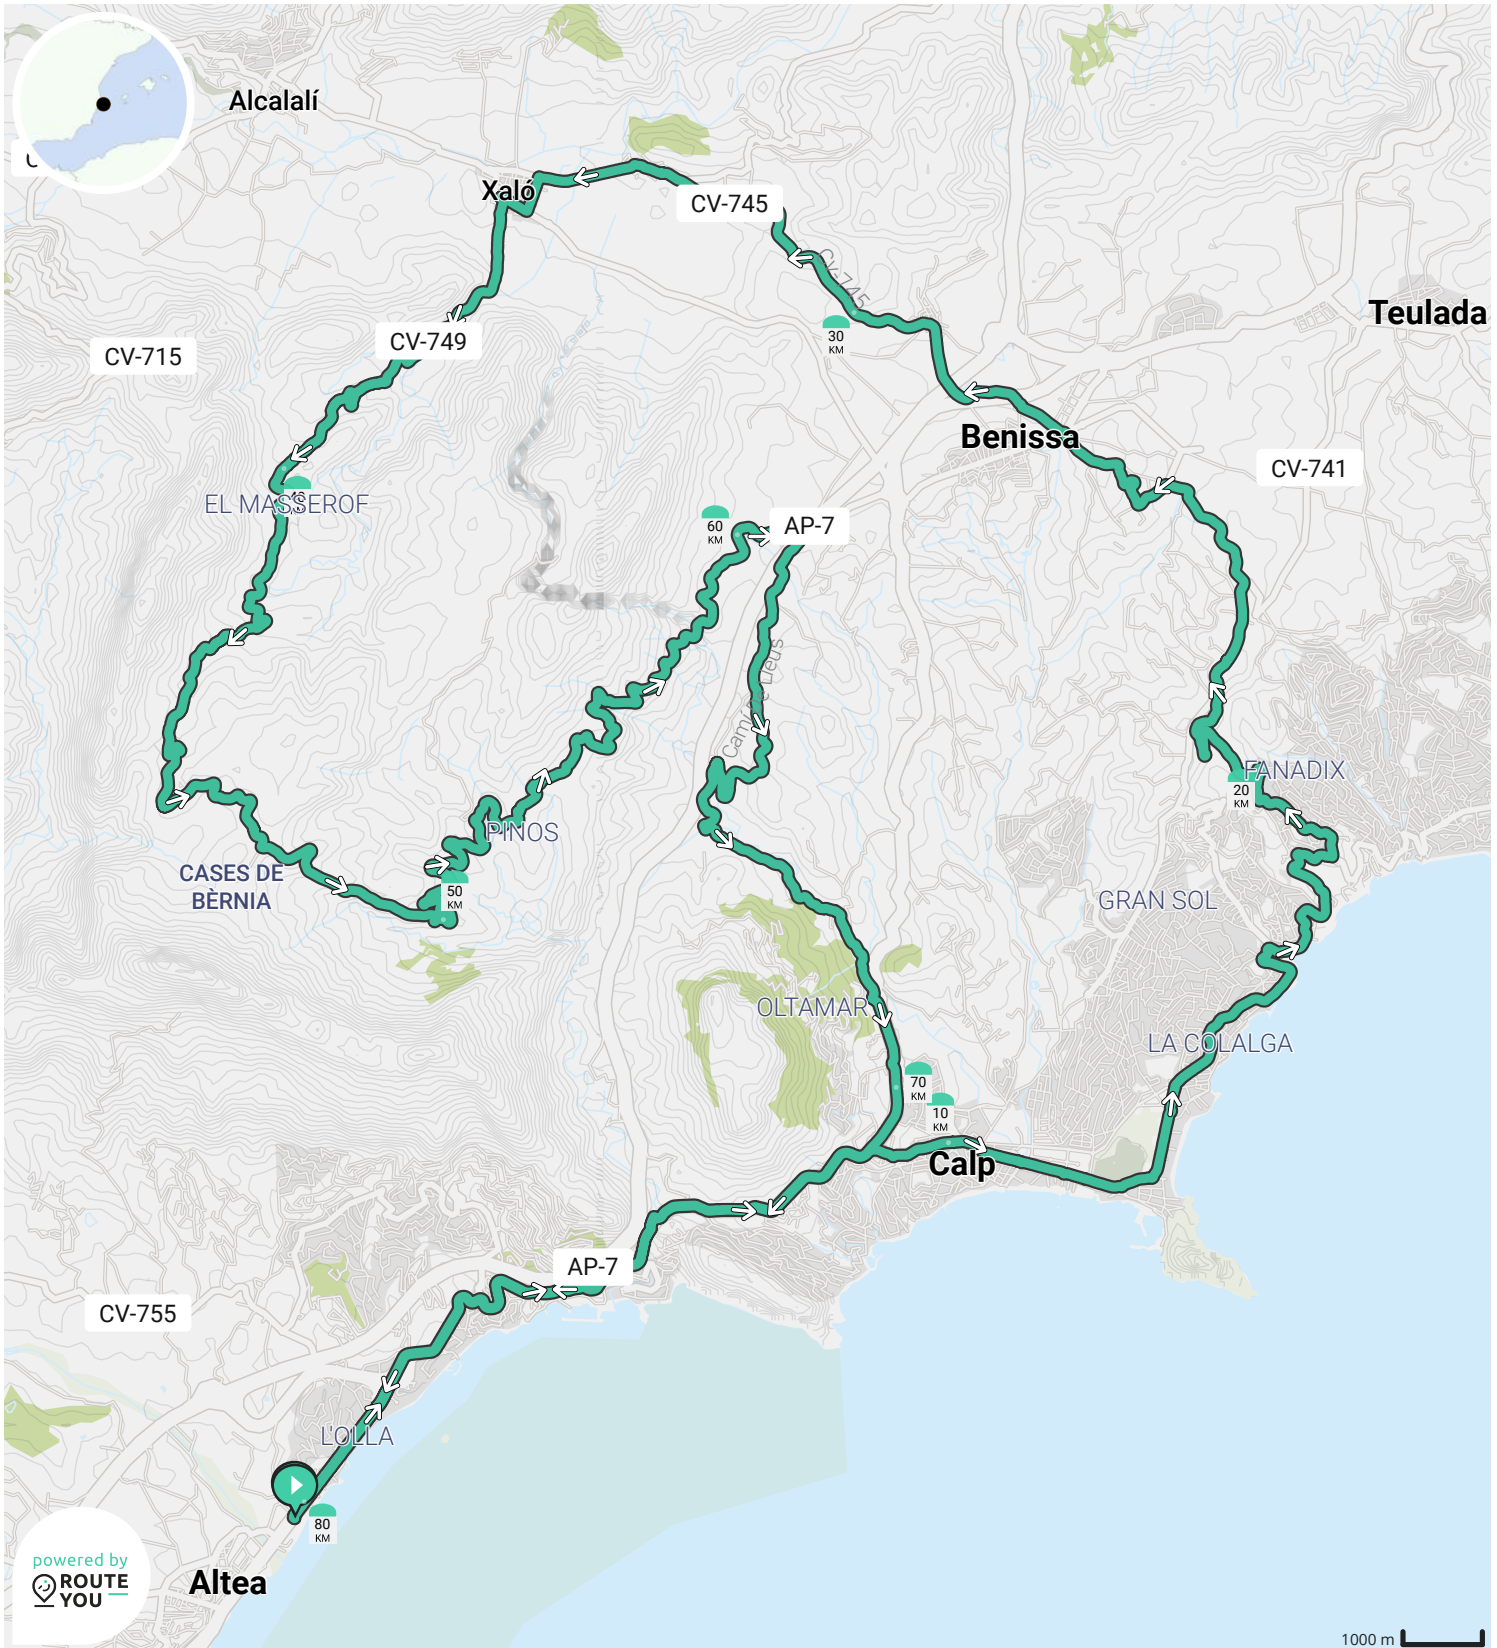 Alcalalí
Xaló
CV-745
CV-745
Teulada
30
KM
CV-749
CV-715
Benissa
CV-741
EL MASSEROF
60
KM
AP-7
Camí de Lleus
FANADIX
20
KM
PINOS
CASES DE
BÈRNIA
50
KM
GRAN SOL
OLTAMAR
LA COLALGA
70
KM
10
KM
Calp
AP-7
CV-755
L'OLLA
80
KM
powered by
ROUTE
YOU
Altea
1000 m